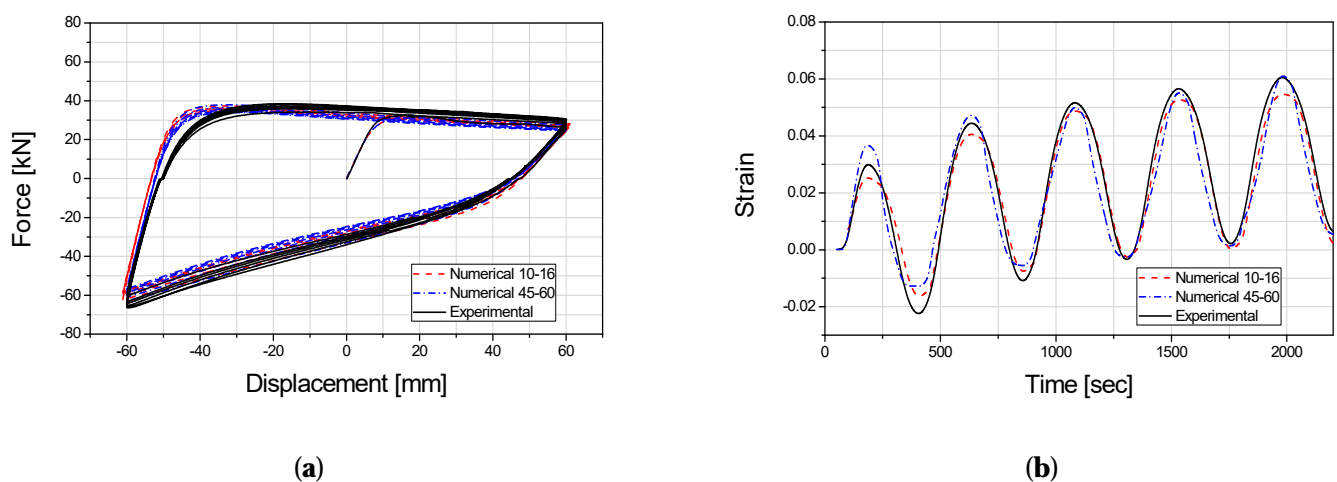 80
60
40
20
0
-20
-40
-60
-80
-60 -40 -20 0 20 40 60
Force [kN]
Displacement [mm]
Numerical 10-16
Numerical 45-60
Experimental
(a)
0.06
0.04
0.02
0.00
-0.02
0 500 1000 1500 2000
Strain
Time [sec]
Numerical 10-16
Numerical 45-60
Experimental
(b)